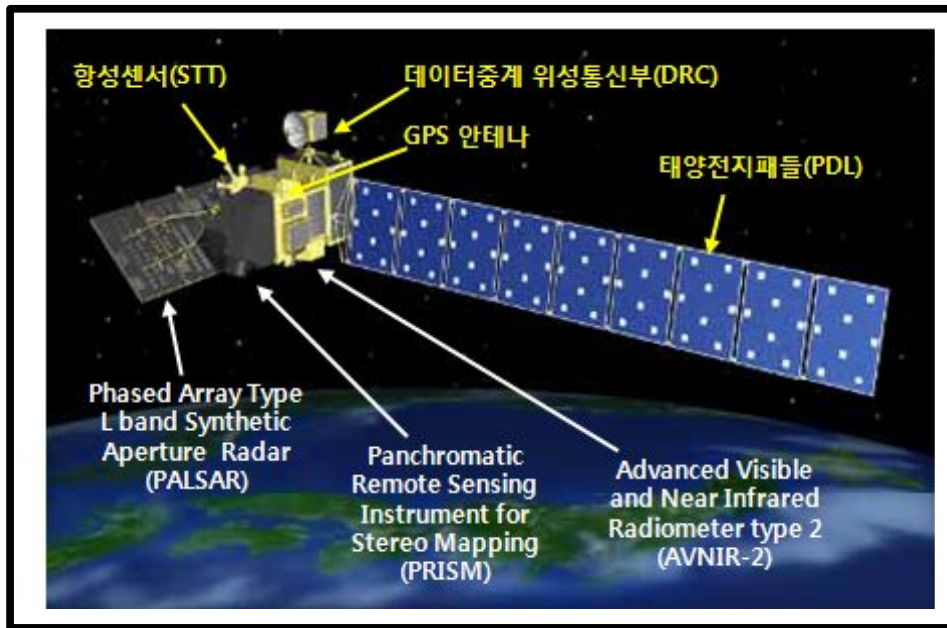 항성센서(STT)
데이터중계 위성통신부(DRC)
GPS 안테나
태양전지패들(PDL)
Phased Array Type
L band Synthetic
Aperture Radar
(PALSAR)
Panchromatic
Remote Sensing
Instrument for
Stereo Mapping
(PRISM)
Advanced Visible
and Near Infrared
Radiometer type 2
(AVNIR-2)